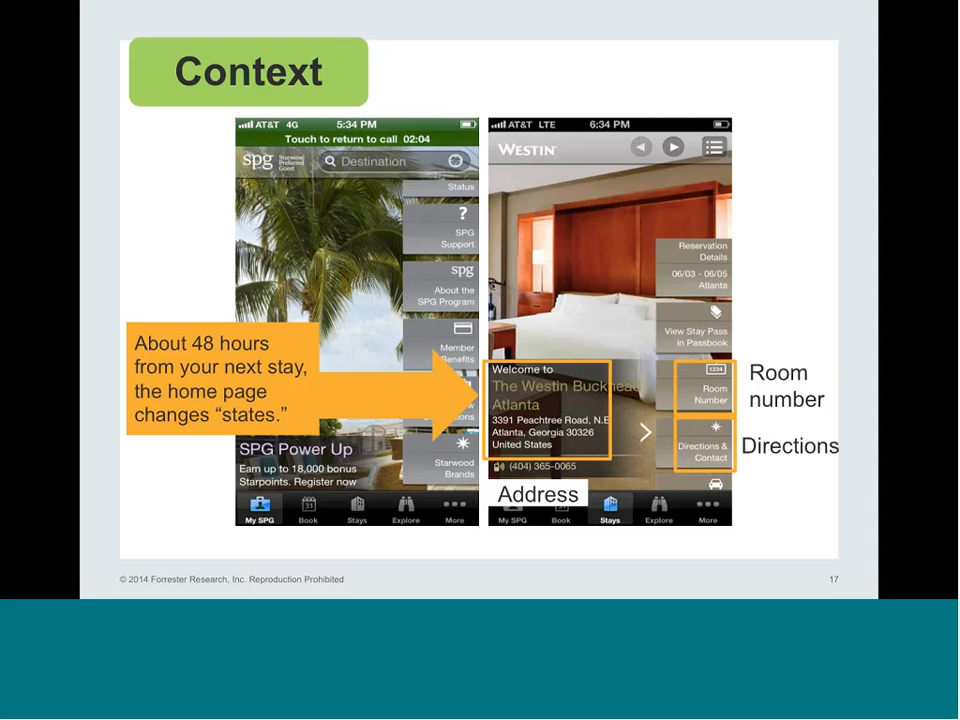 Context
AT&T 4G 5:34 PM
Touch to return to call 02:04
spg Starwood Preferred Guest
Destination
Status
?
SPG
Support
spg
About the
SPG Program
Member
Benefits
SPG Power Up
Earn up to 18,000 bonus
Starpoints. Register now
Starwood
Brands
My SPG Book Stays Explore More
31
About 48 hours
from your next stay,
the home page
changes “states.”
AT&T LTE 6:34 PM
WESTIN
Reservation
Details
06/03 - 06/05
Atlanta
View Stay Pass
in Passbook
1234
Room
Number
Directions &
Contact
Welcome to
The Westin Buckhead
Atlanta
3391 Peachtree Road, N.E
Atlanta, Georgia 30326
United States
(404) 365-0065
My SPG Book Stays Explore More
Room
number
Directions
Address
© 2014 Forrester Research, Inc. Reproduction Prohibited
17